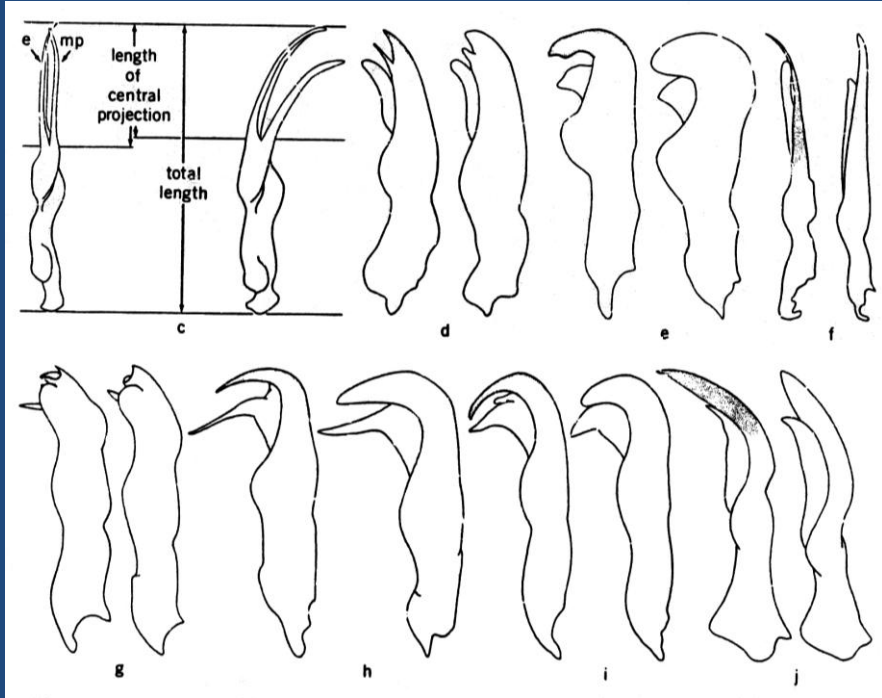 e mp
length
of
central
projection
total
length
c
d
e
f
g
h
i
j